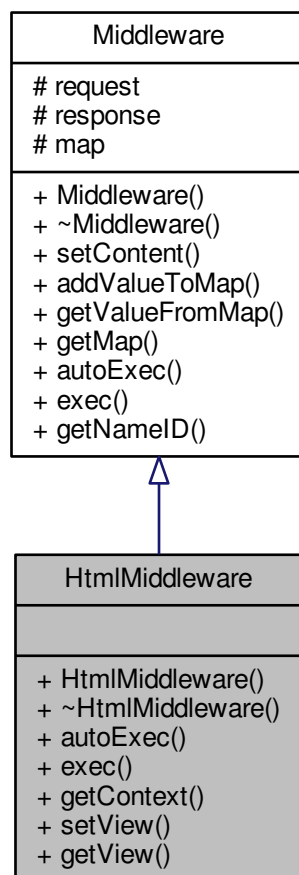 Middleware
# request
# response
# map
+ Middleware()
+ ~Middleware()
+ setContent()
+ addValueToMap()
+ getValueFromMap()
+ getMap()
+ autoExec()
+ exec()
+ getNameID()
HtmlMiddleware
+ HtmlMiddleware()
+ ~HtmlMiddleware()
+ autoExec()
+ exec()
+ getContext()
+ setView()
+ getView()